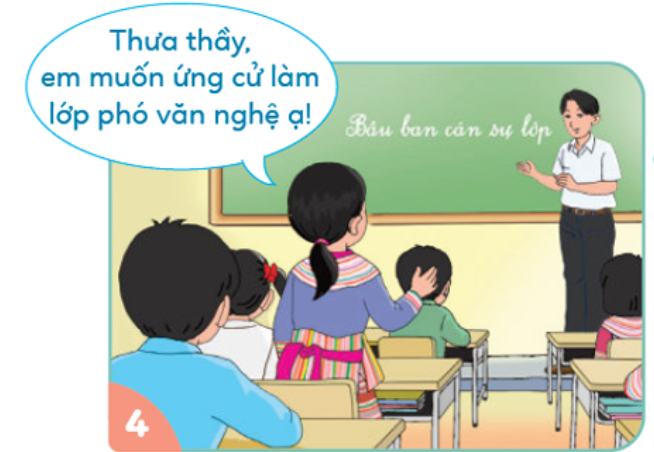 Thưa thầy,
em muốn ứng cử làm
lớp phó văn nghệ ạ!
Bầu ban cán sự lớp
4